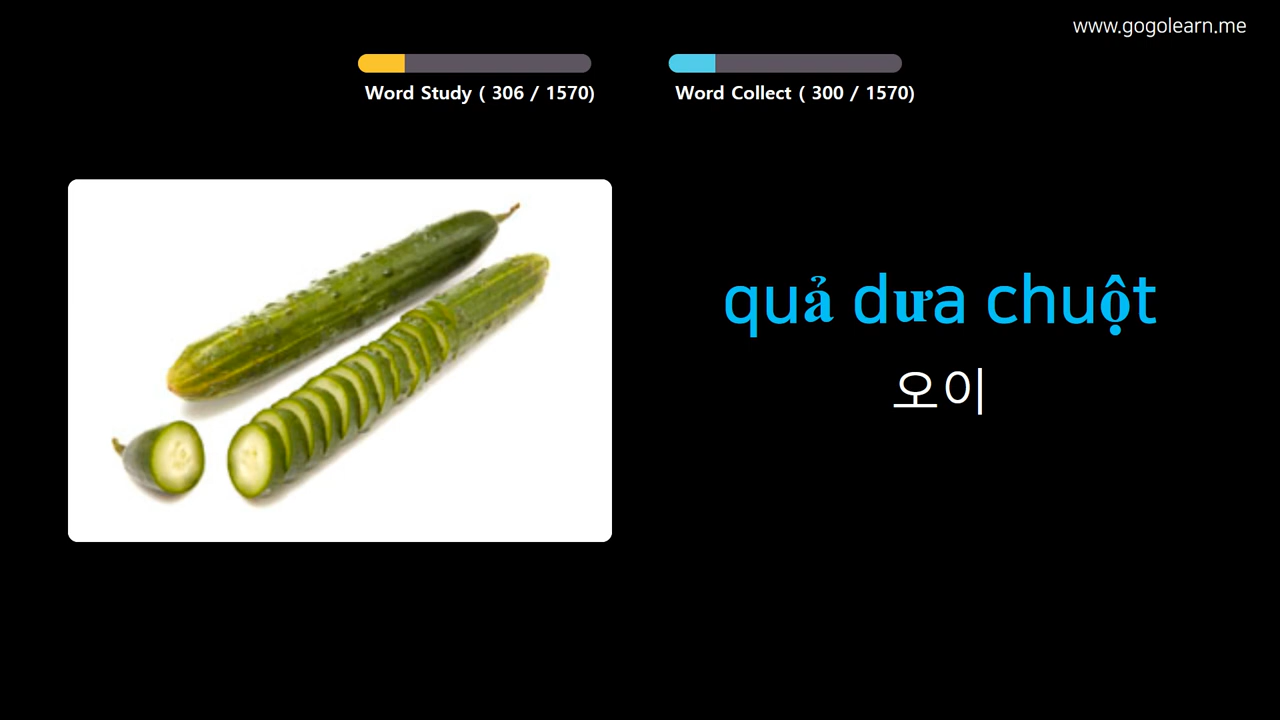 www.gogolearn.me
Word Study ( 306 / 1570)
Word Collect ( 300 / 1570)
quả dưa chuột
오이